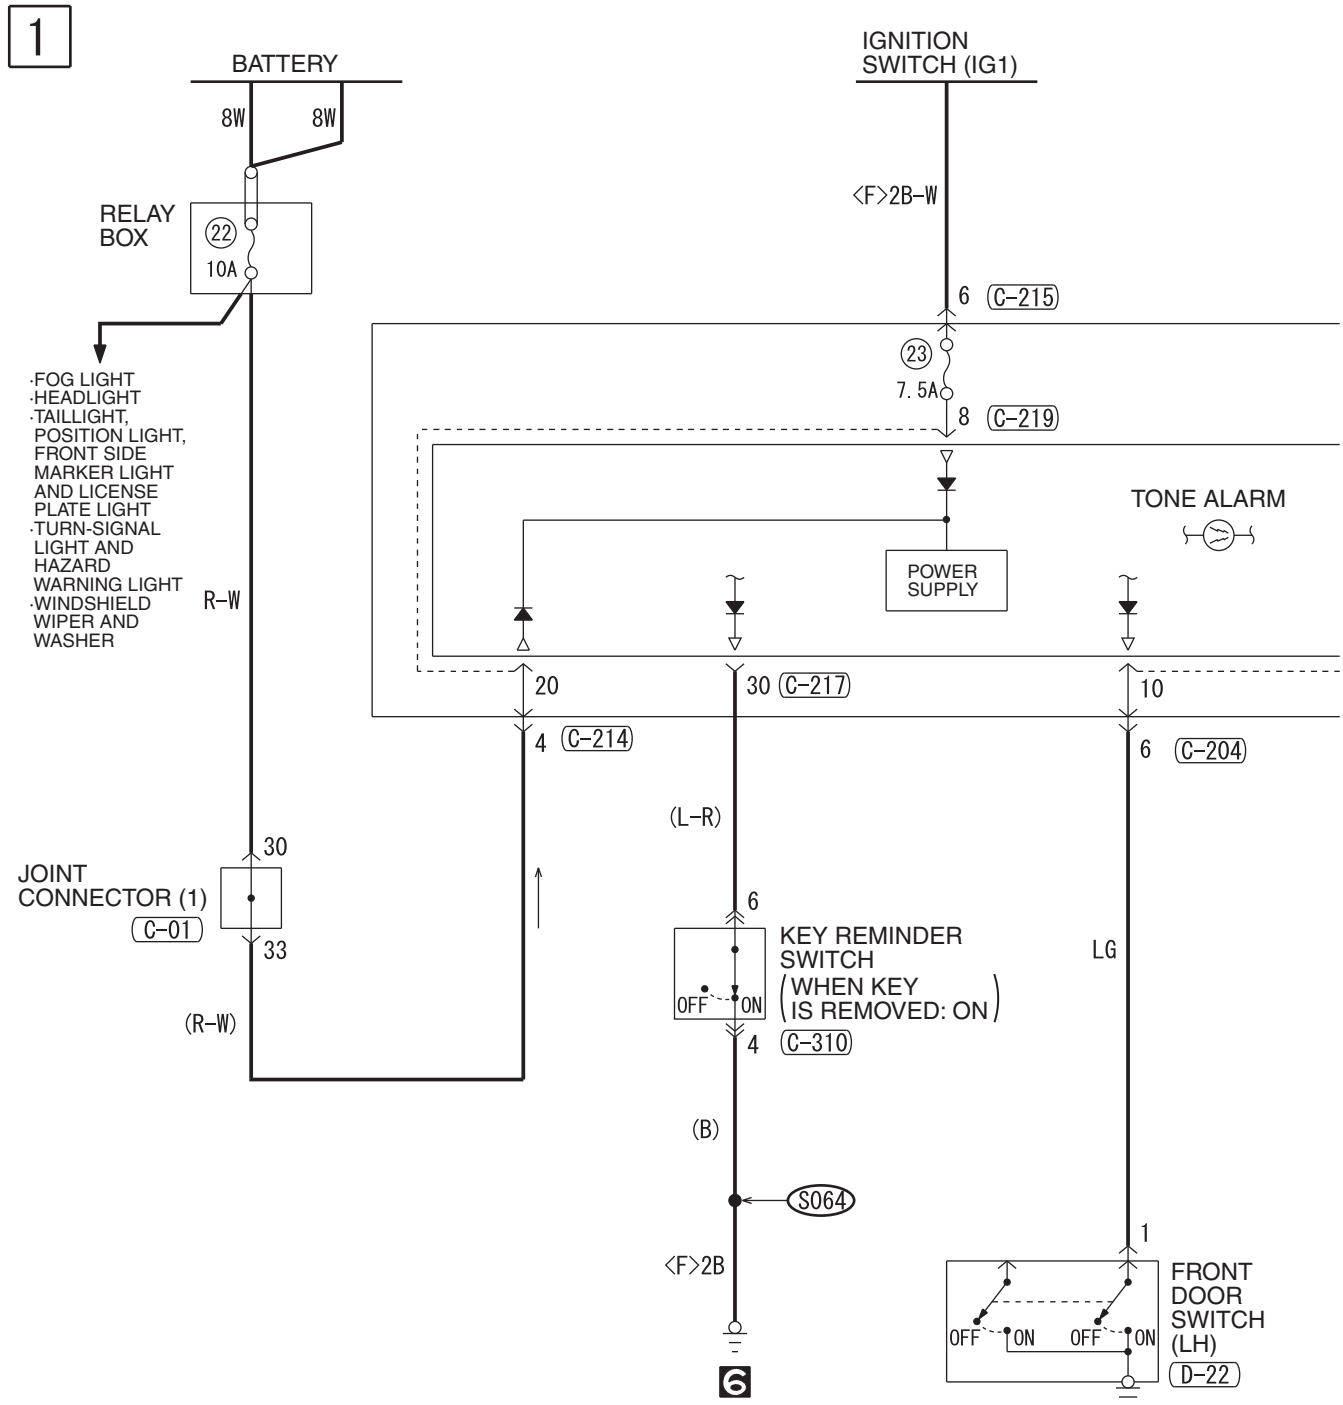 1
BATTERY
IGNITION
SWITCH (IG1)
8W
8W
<F>2B-W
RELAY
BOX
22
10A
6
C-215
23
7. 5A
8
C-219
·FOG LIGHT
·HEADLIGHT
·TAILLIGHT,
POSITION LIGHT,
FRONT SIDE
MARKER LIGHT
AND LICENSE
PLATE LIGHT
·TURN-SIGNAL
LIGHT AND
HAZARD
WARNING LIGHT
·WINDSHIELD
WIPER AND
WASHER
R-W
TONE ALARM
POWER
SUPPLY
20
30
C-217
10
4
C-214
6
C-204
(L-R)
30
JOINT
CONNECTOR (1)
C-01
33
(R-W)
6
KEY REMINDER
SWITCH
(WHEN KEY
IS REMOVED: ON)
OFF
ON
4
C-310
LG
(B)
S064
<F>2B
6
1
FRONT
DOOR
SWITCH
(LH)
D-22
OFF
ON
OFF
ON